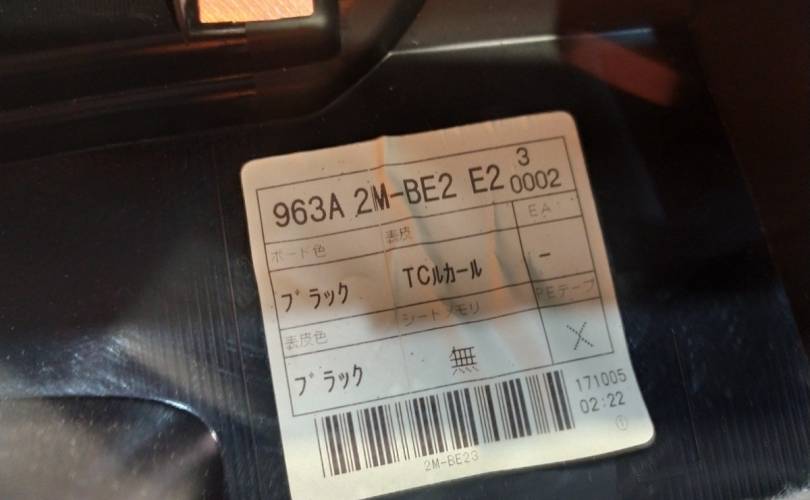 963A 2M-BE2 E2 3 0002
ボード色 表皮 EA
ブラック TCルカール -
表皮色 シートメモリ PEテープ
ブラック 無 X
171005
02:22
2M-BE23
①